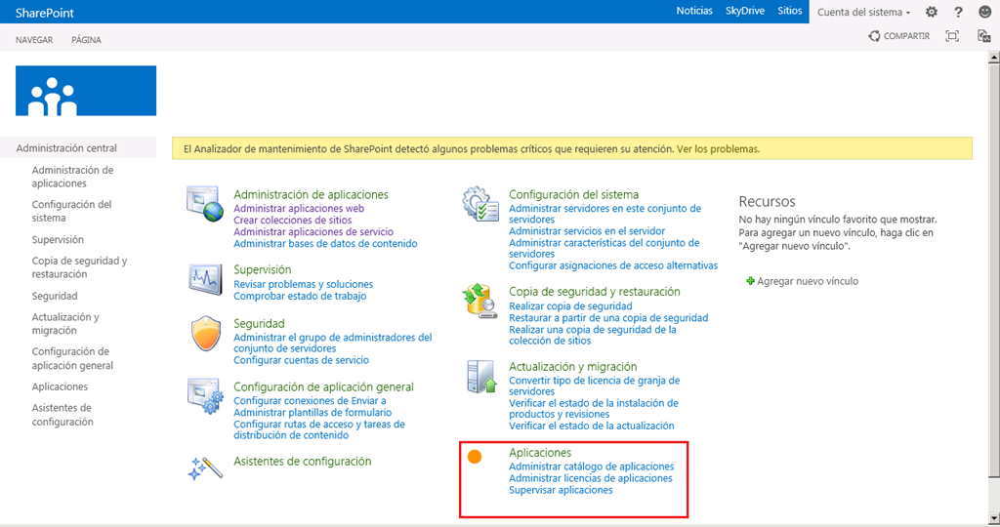 SharePoint
Noticias SkyDrive Sitios
Cuenta del sistema
?
NAVEGAR PÁGINA
COMPARTIR
Administración central
Administración de
aplicaciones
Configuración del
sistema
Supervisión
Copia de seguridad y
restauración
Seguridad
Actualización y
migración
Configuración de
aplicación general
Aplicaciones
Asistentes de
configuración
El Analizador de mantenimiento de SharePoint detectó algunos problemas críticos que requieren su atención. Ver los problemas.
Administración de aplicaciones
Administrar aplicaciones web
Crear colecciones de sitios
Administrar aplicaciones de servicio
Administrar bases de datos de contenido
Supervisión
Revisar problemas y soluciones
Comprobar estado de trabajo
Seguridad
Administrar el grupo de administradores del
conjunto de servidores
Configurar cuentas de servicio
Configuración de aplicación general
Configurar conexiones de Enviar a
Administrar plantillas de formulario
Configurar rutas de acceso y tareas de
distribución de contenido
Asistentes de configuración
Configuración del sistema
Administrar servidores en este conjunto de
servidores
Administrar servicios en el servidor
Administrar características del conjunto de
servidores
Configurar asignaciones de acceso alternativas
Copia de seguridad y restauración
Realizar copia de seguridad
Restaurar a partir de una copia de seguridad
Realizar una copia de seguridad de la
colección de sitios
Actualización y migración
Convertir tipo de licencia de granja de
servidores
Verificar el estado de la instalación de
productos y revisiones
Verificar el estado de la actualización
Aplicaciones
Administrar catálogo de aplicaciones
Administrar licencias de aplicaciones
Supervisar aplicaciones
Recursos
No hay ningún vínculo favorito que mostrar.
Para agregar un nuevo vínculo, haga clic en
"Agregar nuevo vínculo".
Agregar nuevo vínculo